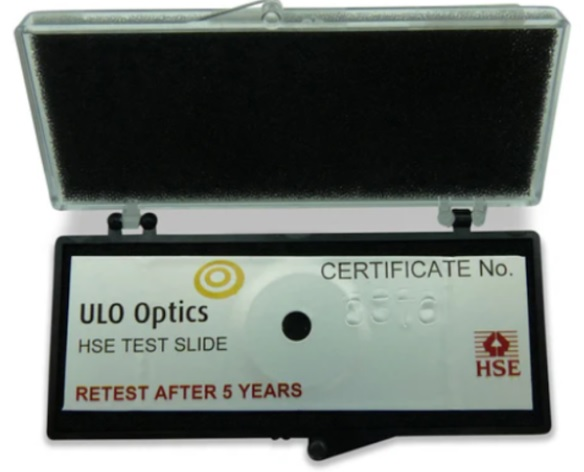 CERTIFICATE No.
ULO Optics
HSE TEST SLIDE
HSE
RETEST AFTER 5 YEARS